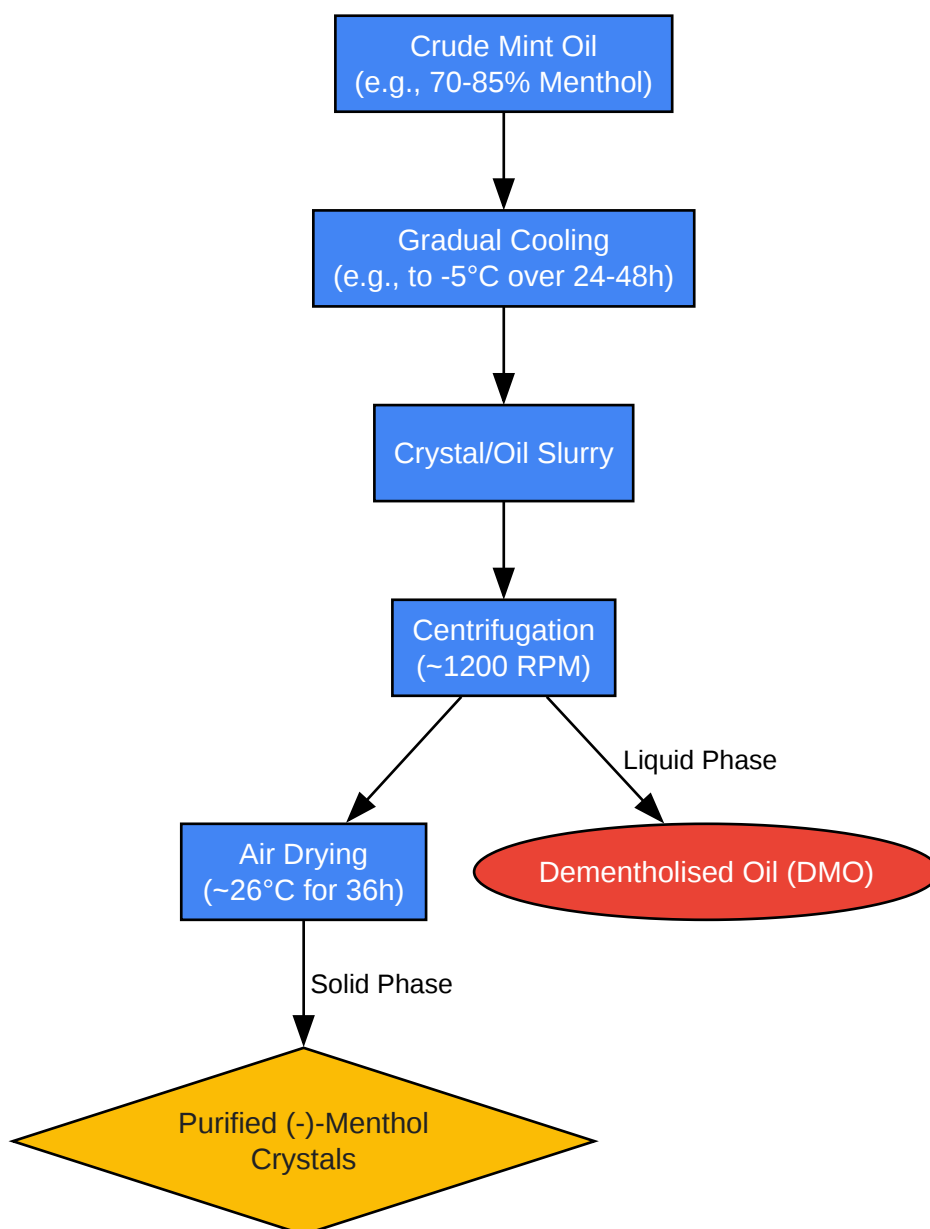 Crude Mint Oil
(e.g., 70-85% Menthol)
Gradual Cooling
(e.g., to -5°C over 24-48h)
Crystal/Oil Slurry
Centrifugation
(~1200 RPM)
Liquid Phase
Air Drying
(~26°C for 36h)
Dementholised Oil (DMO)
Solid Phase
Purified (-)-Menthol
Crystals